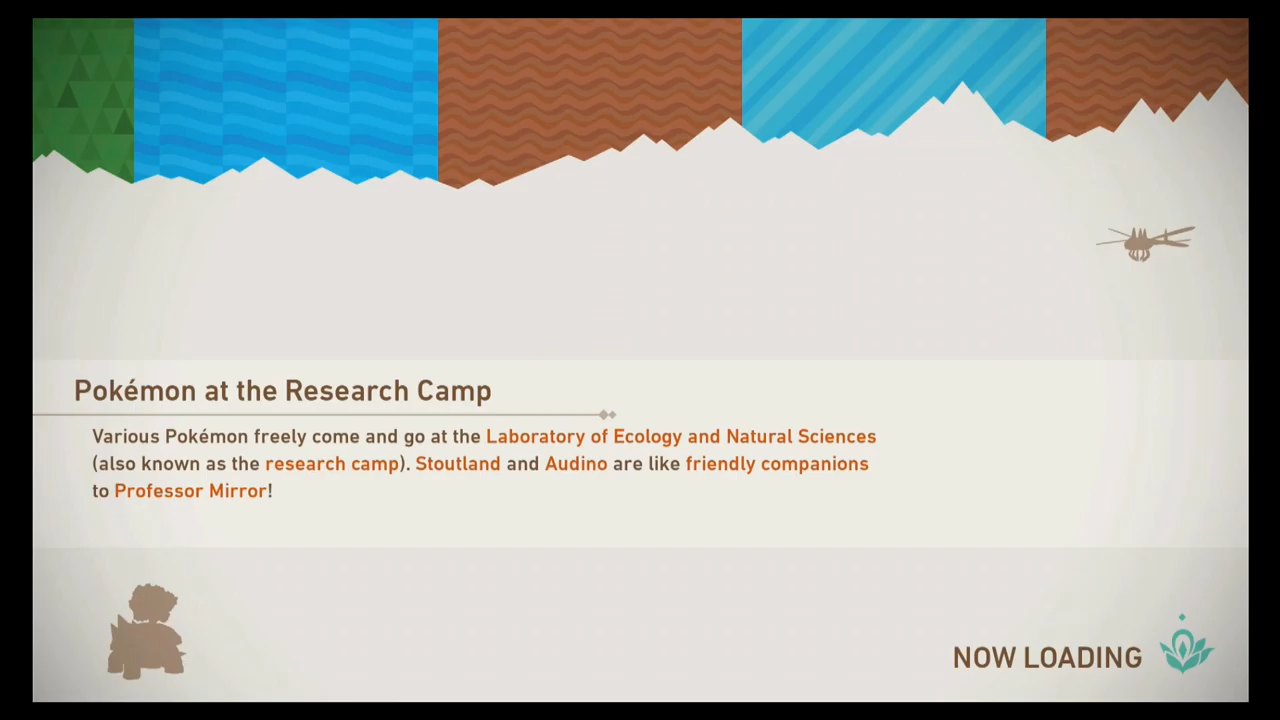 Pokémon at the Research Camp
Various Pokémon freely come and go at the Laboratory of Ecology and Natural Sciences
(also known as the research camp). Stoutland and Audino are like friendly companions
to Professor Mirror!
NOW LOADING